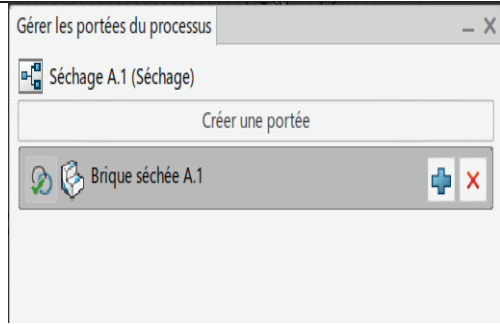 Gérer les portées du processus
Séchage A.1 (Séchage)
Créer une portée
Brique séchée A.1